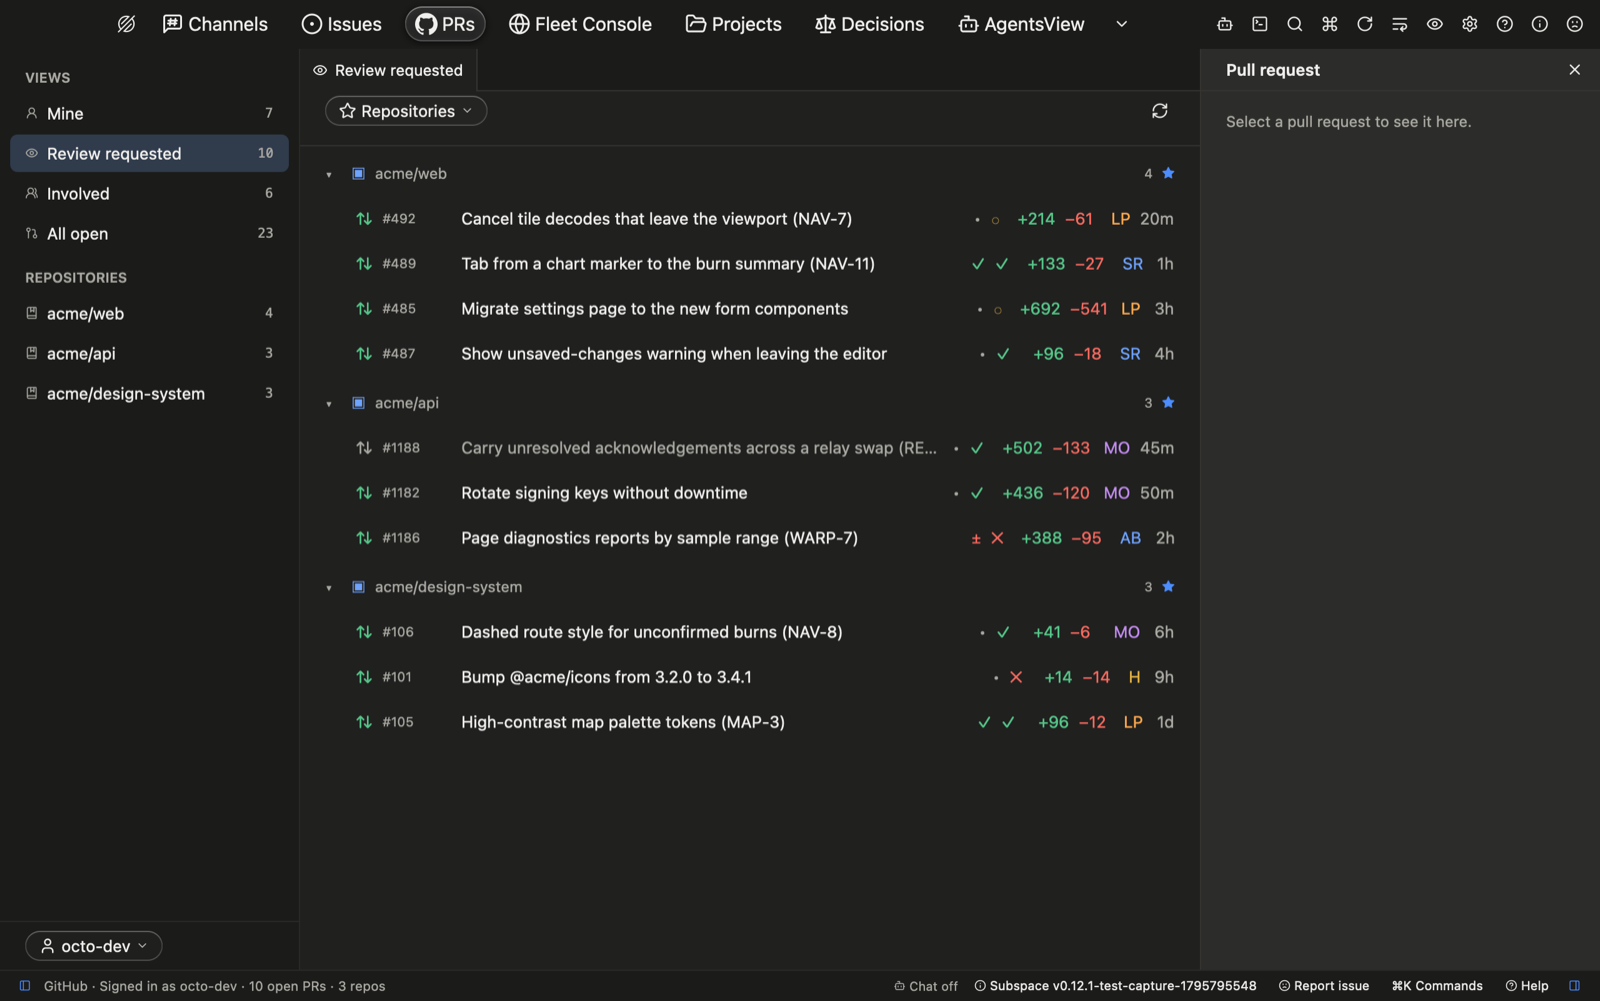 Channels Issues PRs Fleet Console Projects Decisions AgentsView
VIEWS
Mine 7
Review requested 10
Involved 6
All open 23
REPOSITORIES
acme/web 4
acme/api 3
acme/design-system 3
octo-dev
Review requested
Repositories
acme/web 4
#492 Cancel tile decodes that leave the viewport (NAV-7) +214 −61 LP 20m
#489 Tab from a chart marker to the burn summary (NAV-11) +133 −27 SR 1h
#485 Migrate settings page to the new form components +692 −541 LP 3h
#487 Show unsaved-changes warning when leaving the editor +96 −18 SR 4h
acme/api 3
#1188 Carry unresolved acknowledgements across a relay swap (RE... +502 −133 MO 45m
#1182 Rotate signing keys without downtime +436 −120 MO 50m
#1186 Page diagnostics reports by sample range (WARP-7) ± +388 −95 AB 2h
acme/design-system 3
#106 Dashed route style for unconfirmed burns (NAV-8) +41 −6 MO 6h
#101 Bump @acme/icons from 3.2.0 to 3.4.1 +14 −14 H 9h
#105 High-contrast map palette tokens (MAP-3) +96 −12 LP 1d
Pull request
Select a pull request to see it here.
GitHub · Signed in as octo-dev · 10 open PRs · 3 repos
Chat off Subspace v0.12.1-test-capture-1795795548 Report issue ⌘K Commands Help